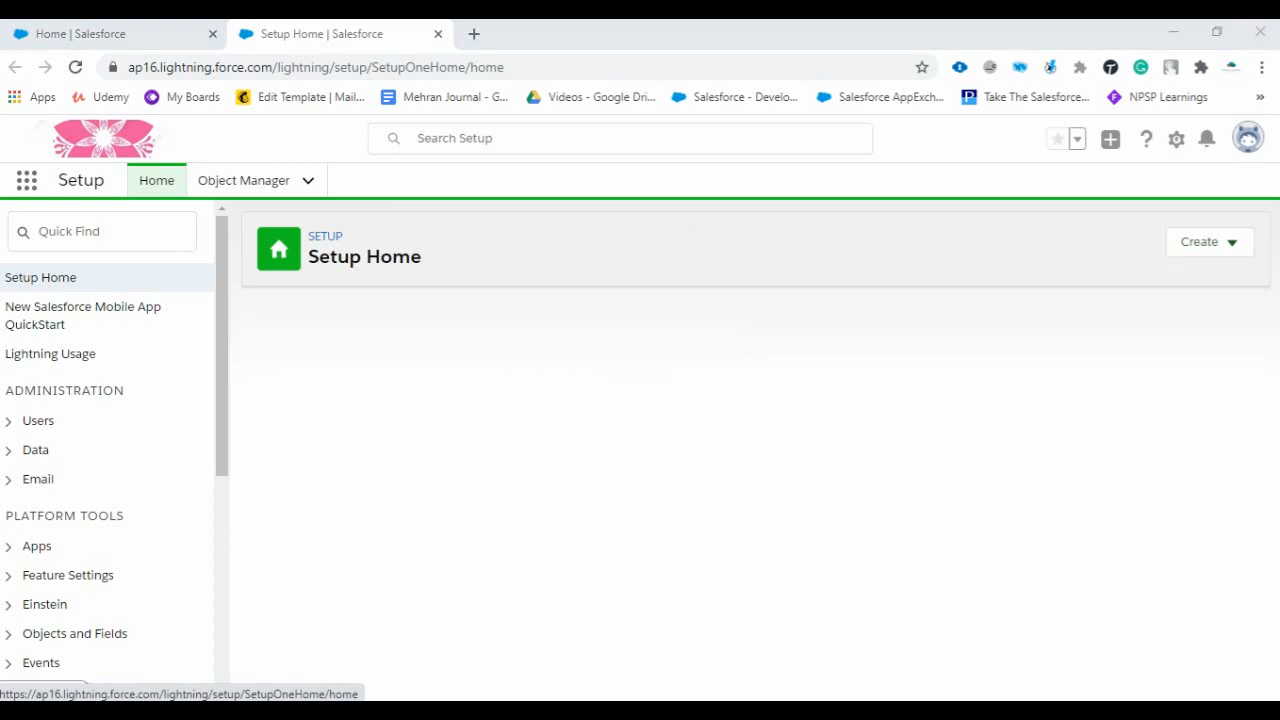 Home | Salesforce
Setup Home | Salesforce
ap16.lightning.force.com/lightning/setup/SetupOneHome/home
Apps
Udemy
My Boards
Edit Template | Mail...
Mehran Journal - G...
Videos - Google Dri...
Salesforce - Develo...
Salesforce AppExch...
Take The Salesforce...
NPSP Learnings
»
Search Setup
Setup
Home
Object Manager
Quick Find
SETUP
Setup Home
Create
Setup Home
New Salesforce Mobile App
QuickStart
Lightning Usage
ADMINISTRATION
Users
Data
Email
PLATFORM TOOLS
Apps
Feature Settings
Einstein
Objects and Fields
Events
https://ap16.lightning.force.com/lightning/setup/SetupOneHome/home